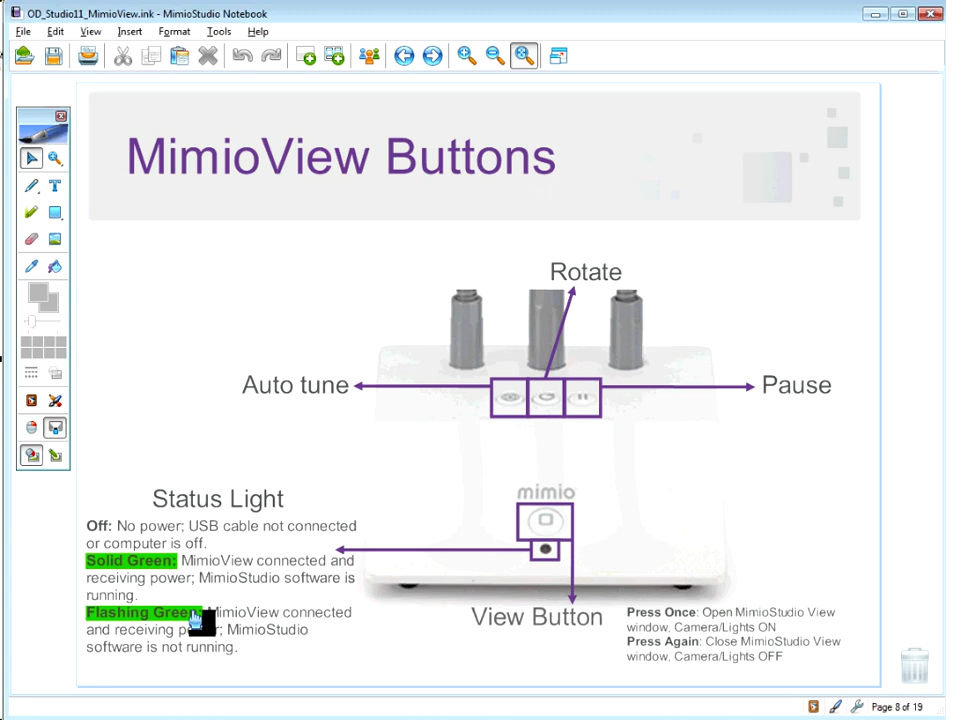 OD_Studio11_MimioView.ink - MimioStudio Notebook
File Edit View Insert Format Tools Help
MimioView Buttons
Rotate
Auto tune
Pause
mimio
Status Light
Off: No power; USB cable not connected
or computer is off.
Solid Green: MimioView connected and
receiving power; MimioStudio software is
running.
Flashing Green: MimioView connected
and receiving power; MimioStudio
software is not running.
View Button
Press Once: Open MimioStudio View
window, Camera/Lights ON
Press Again: Close MimioStudio View
window, Camera/Lights OFF
Page 8 of 19